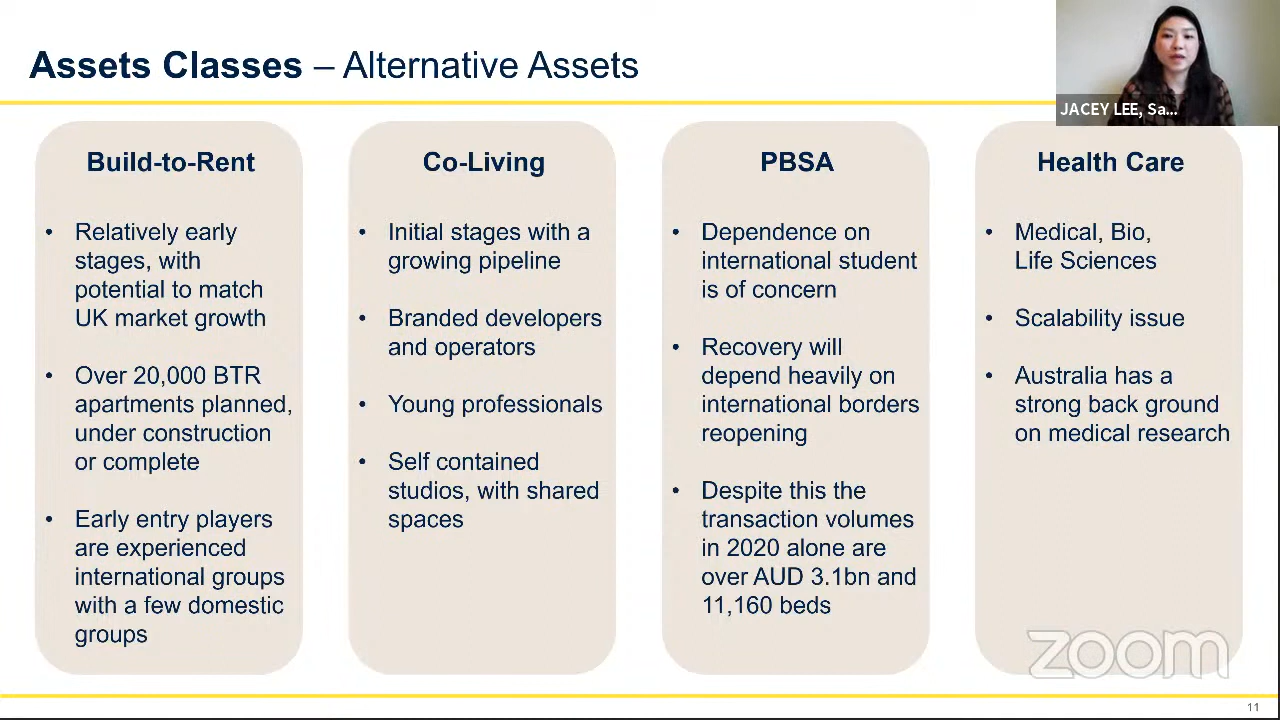 Assets Classes – Alternative Assets
JACEY LEE, Sa...
Build-to-Rent
• Relatively early
stages, with
potential to match
UK market growth
• Over 20,000 BTR
apartments planned,
under construction
or complete
• Early entry players
are experienced
international groups
with a few domestic
groups
Co-Living
• Initial stages with a
growing pipeline
• Branded developers
and operators
• Young professionals
• Self contained
studios, with shared
spaces
PBSA
• Dependence on
international student
is of concern
• Recovery will
depend heavily on
international borders
reopening
• Despite this the
transaction volumes
in 2020 alone are
over AUD 3.1bn and
11,160 beds
Health Care
• Medical, Bio,
Life Sciences
• Scalability issue
• Australia has a
strong back ground
on medical research
zoom
11